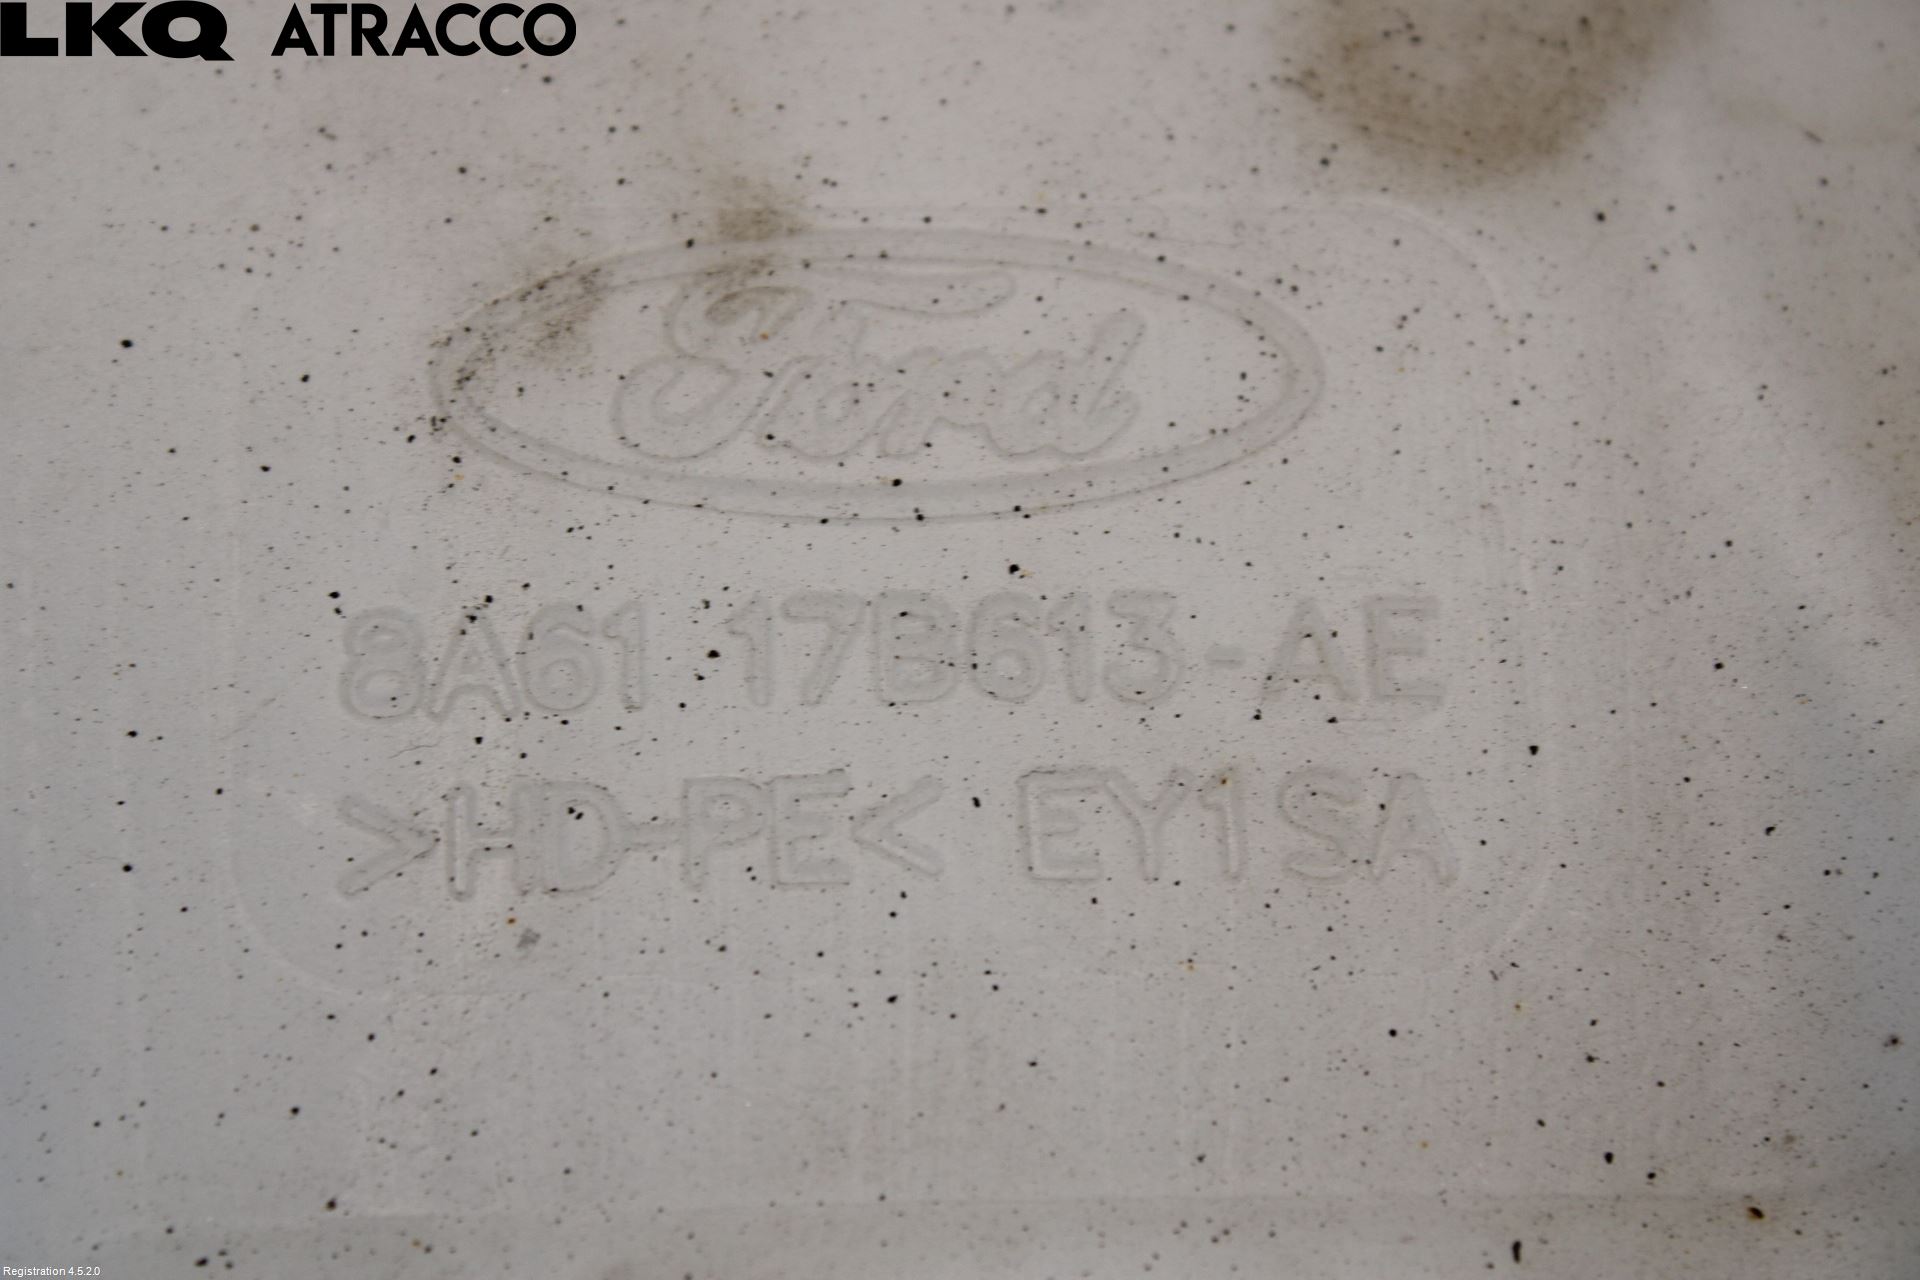 LKQ ATRACCO
Ford
8A61 17B613-AE
>HD-PE< EY1SA
Registration 4.5.2.0